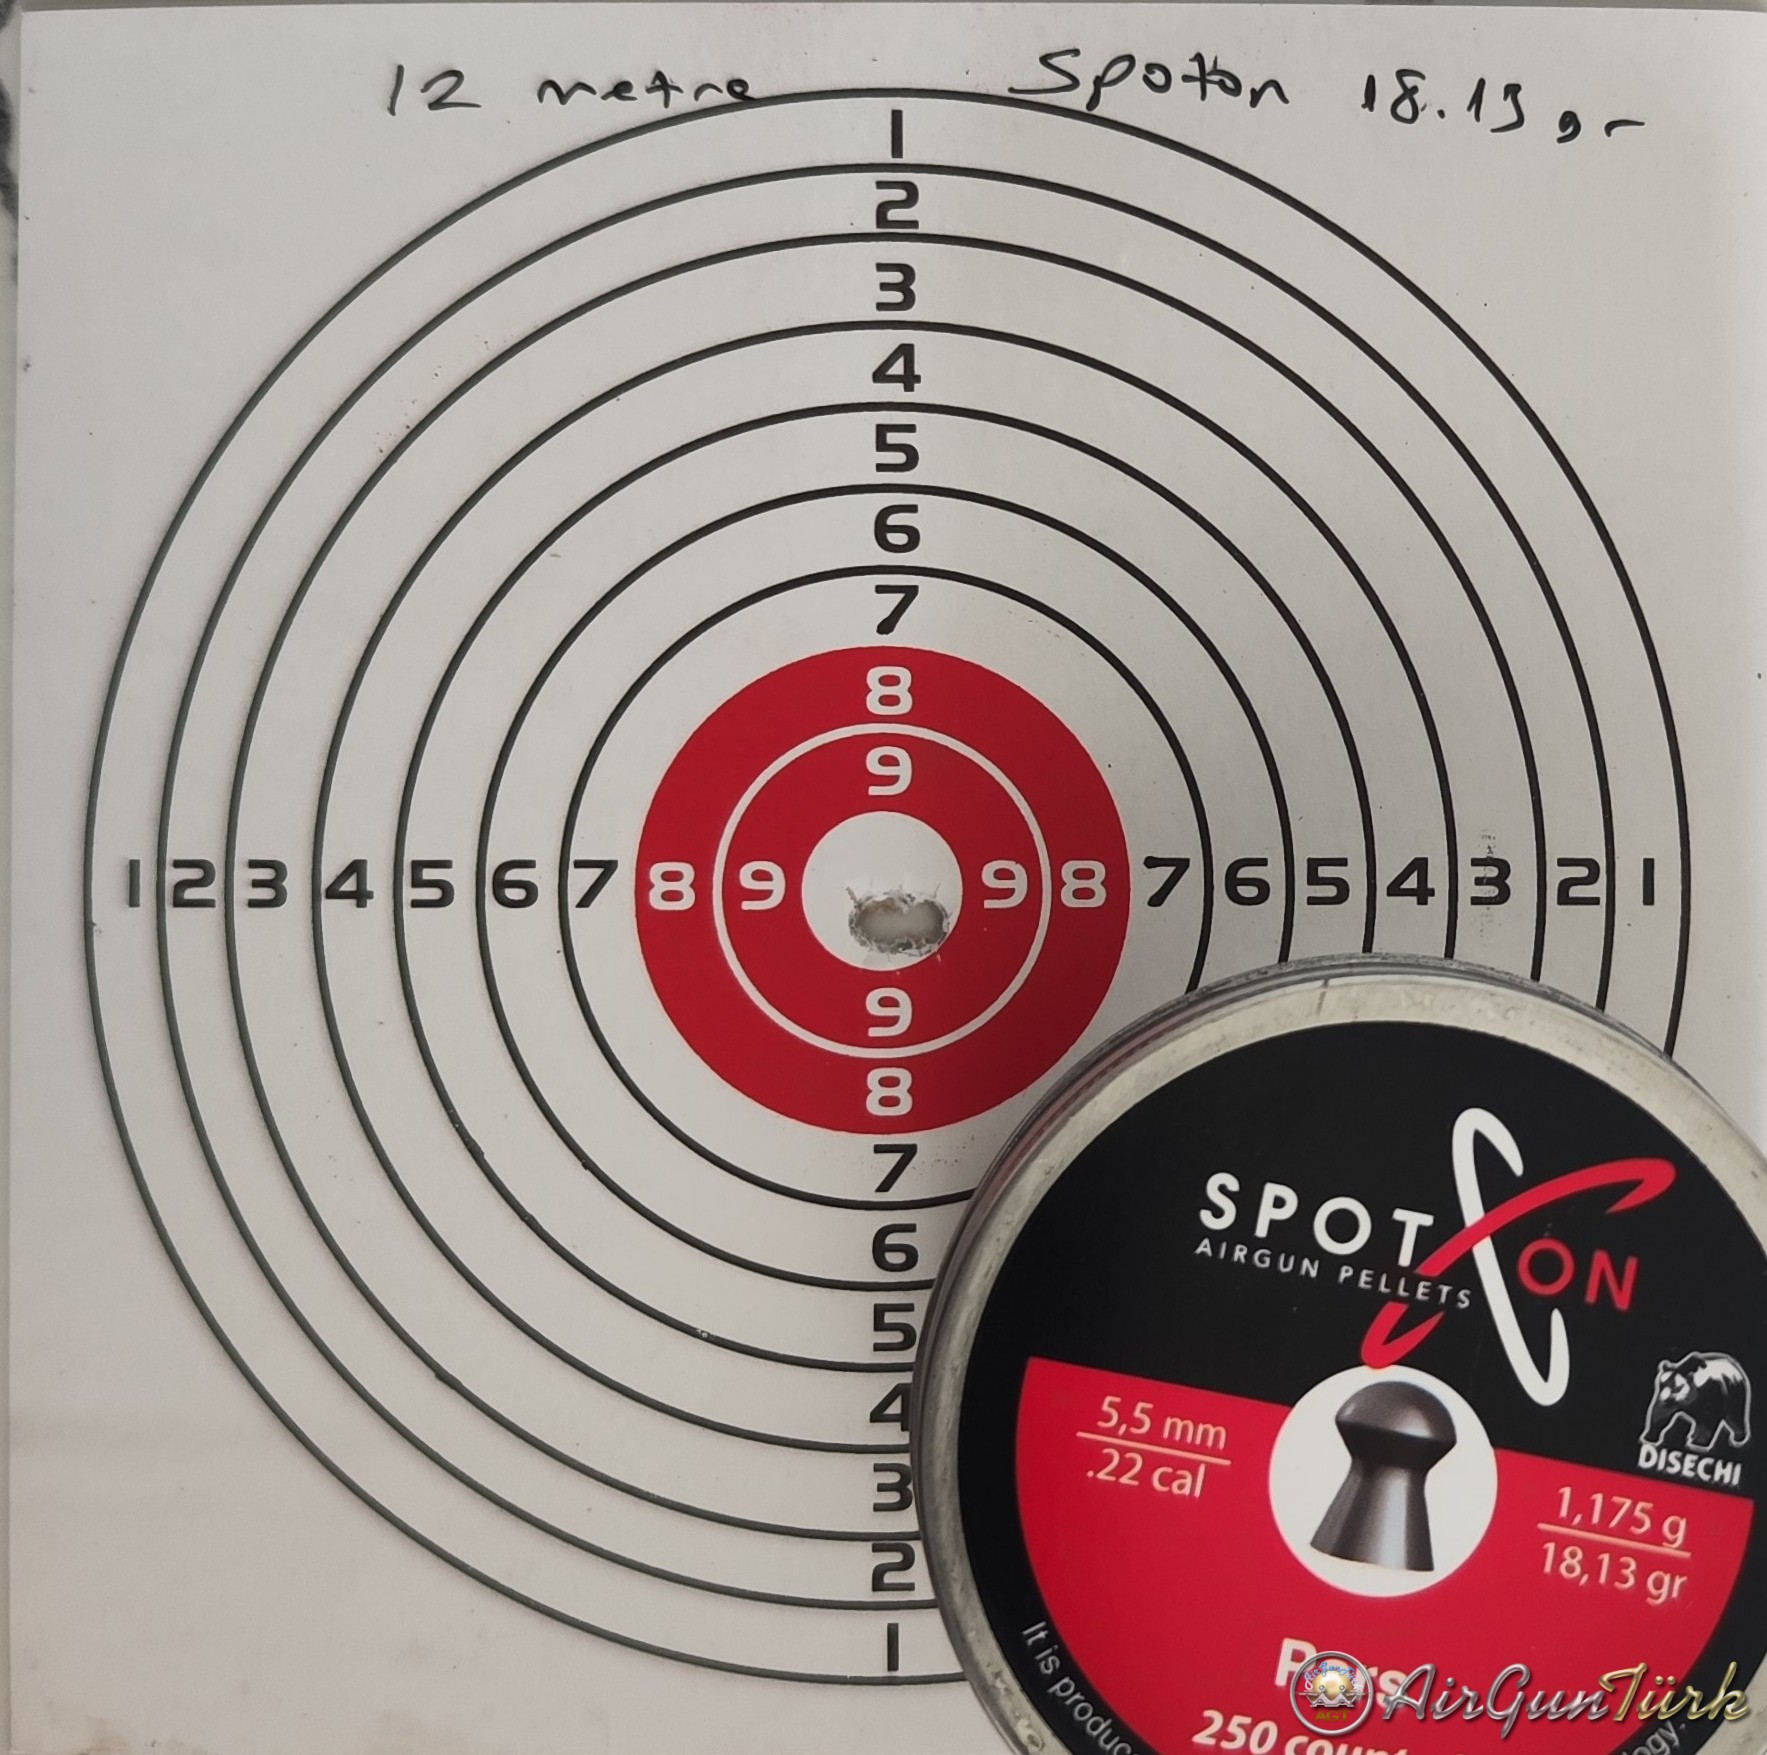 12 metre Spoton 18.13 gr
1
2
3
4
5
6
7
8
9
1 2 3 4 5 6 7 8 9 9 8 7 6 5 4 3 2 1
9
8
7
6
5
4
3
2
1
SPOT ON
AIRGUN PELLETS
DISECHI
5,5 mm
.22 cal
1,175 g
18,13 gr
250
It is
AirGunTürk